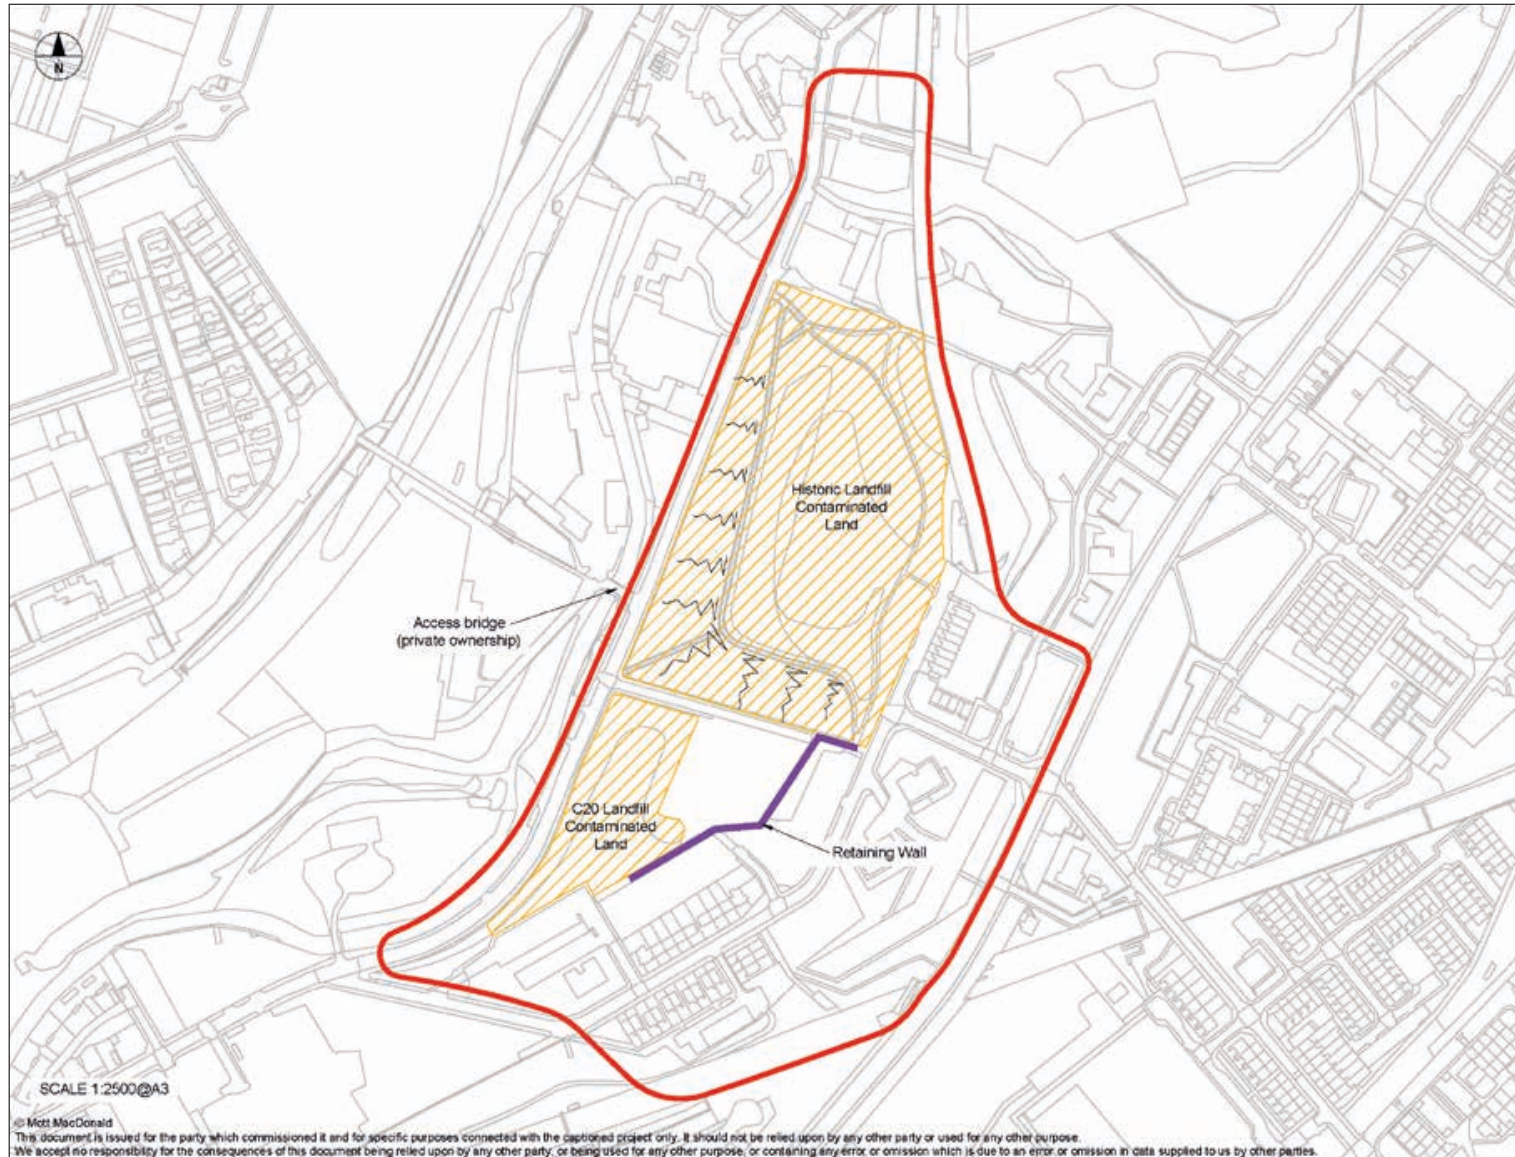 N
Historic Landfill
Contaminated
Land
Access bridge
(private ownership)
C20 Landfill
Contaminated
Land
Retaining Wall
SCALE 1:2500@A3
© Mott MacDonald
This document is issued for the party which commissioned it and for specific purposes connected with the captioned project only. It should not be relied upon by any other party or used for any other purpose.
We accept no responsibility for the consequences of this document being relied upon by any other party, or being used for any other purpose, or containing any error or omission which is due to an error or omission in data supplied to us by other parties.